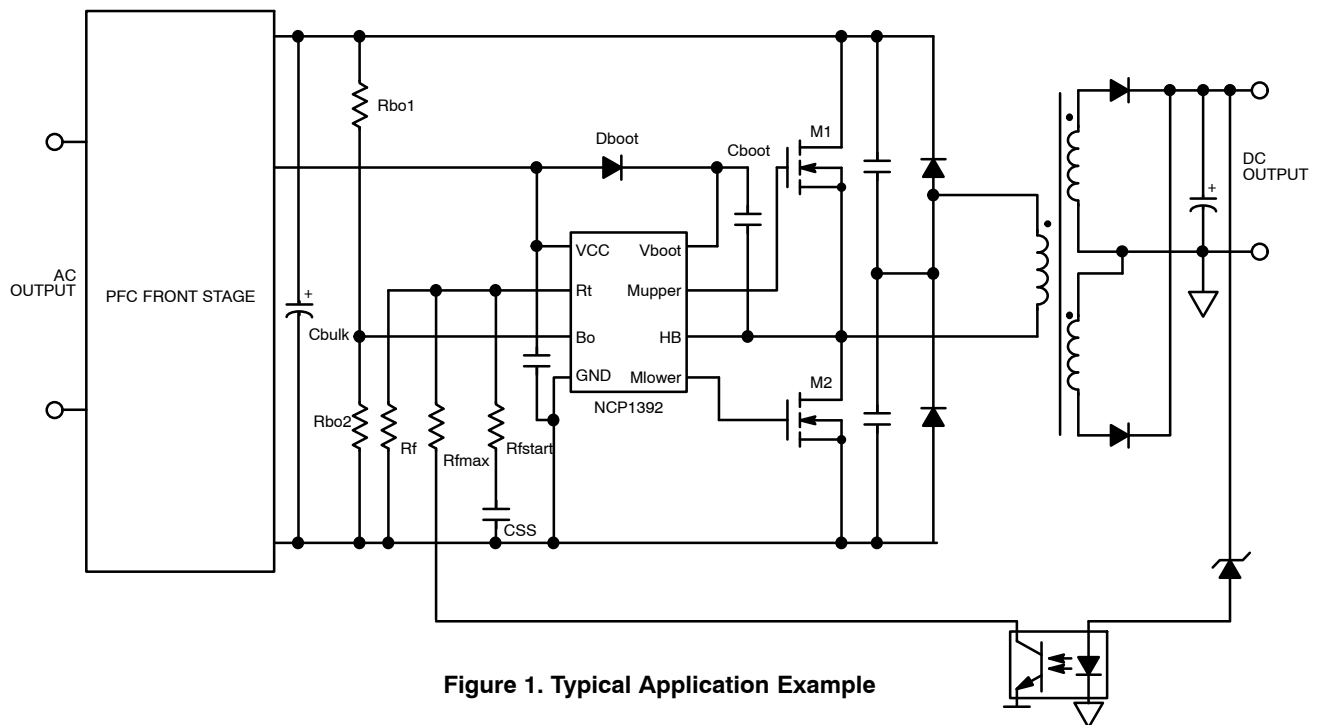 Rbo1
Dboot
Cboot
M1
+
DC
OUTPUT
VCC
Vboot
AC
OUTPUT
PFC FRONT STAGE
+
Rt
Mupper
Cbulk
Bo
HB
GND
Mlower
M2
NCP1392
Rbo2
Rf
Rfmax
Rfstart
CSS
Figure 1. Typical Application Example